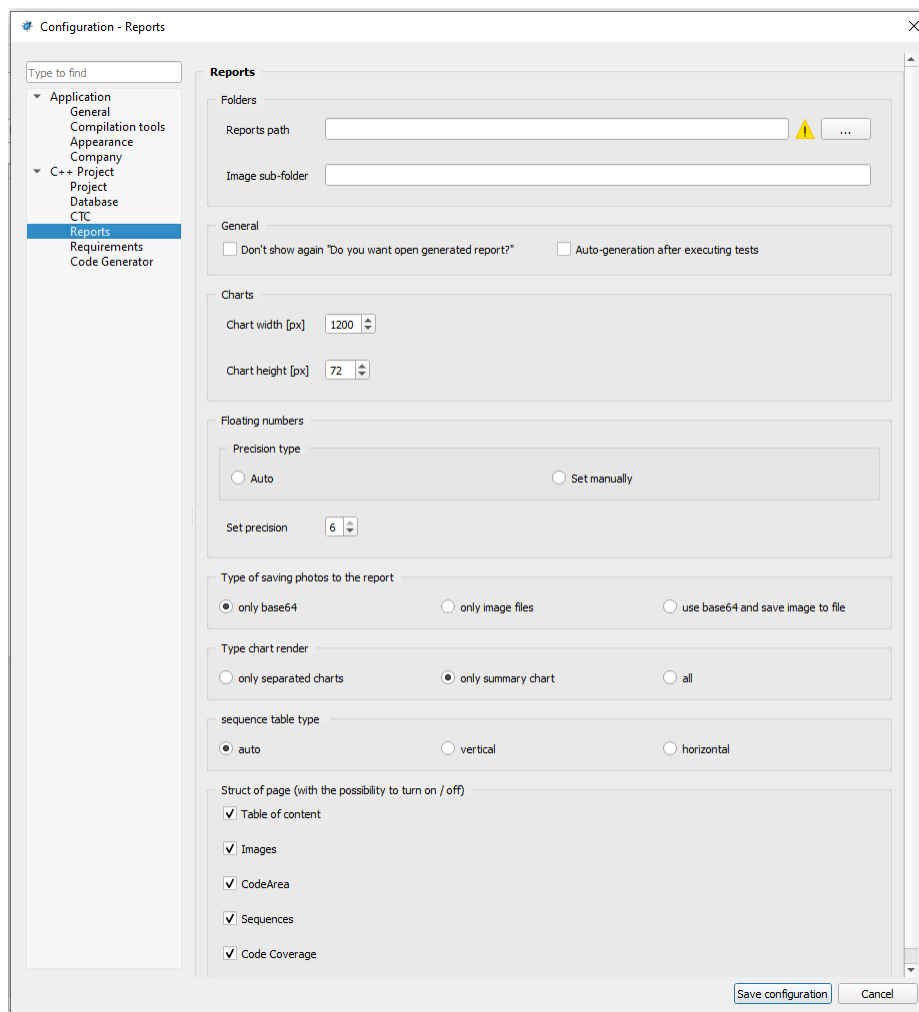 Configuration - Reports
Type to find
Application
General
Compilation tools
Appearance
Company
C++ Project
Project
Database
CTC
Reports
Requirements
Code Generator
Reports
Folders
Reports path
...
Image sub-folder
General
Don't show again "Do you want open generated report?" Auto-generation after executing tests
Charts
Chart width [px] 1200
Chart height [px] 72
Floating numbers
Precision type
Auto Set manually
Set precision 6
Type of saving photos to the report
only base64 only image files use base64 and save image to file
Type chart render
only separated charts only summary chart all
sequence table type
auto vertical horizontal
Struct of page (with the possibility to turn on / off)
Table of content
Images
CodeArea
Sequences
Code Coverage
Save configuration Cancel